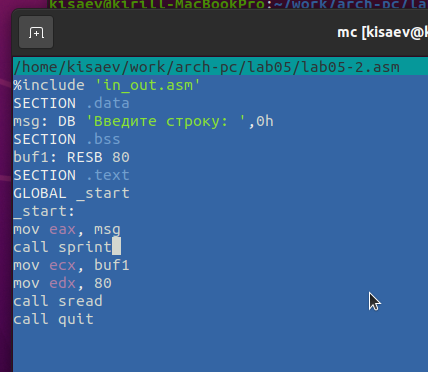 kisaev@kirill-MacBookPro:~/work/arch-pc/la
mc [kisaev@k
/home/kisaev/work/arch-pc/lab05/lab05-2.asm
%include 'in_out.asm'
SECTION .data
msg: DB 'Введите строку: ',0h
SECTION .bss
buf1: RESB 80
SECTION .text
GLOBAL _start
_start:
mov eax, msg
call sprint
mov ecx, buf1
mov edx, 80
call sread
call quit